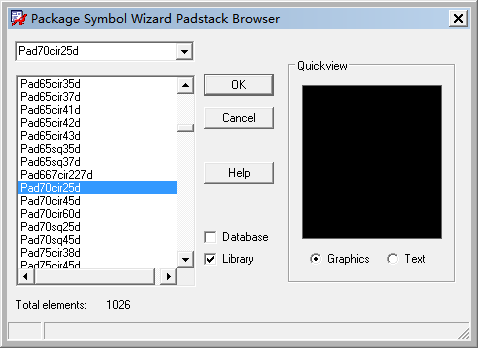 Package Symbol Wizard Padstack Browser
Pad70cir25d
Pad65cir35d
Pad65cir37d
Pad65cir41d
Pad65cir42d
Pad65cir43d
Pad65sq35d
Pad65sq37d
Pad667cir227d
Pad70cir25d
Pad70cir45d
Pad70cir60d
Pad70sq25d
Pad70sq45d
Pad75cir38d
Pad75cir45d
OK
Cancel
Help
Database
Library
Quickview
Graphics
Text
Total elements: 1026